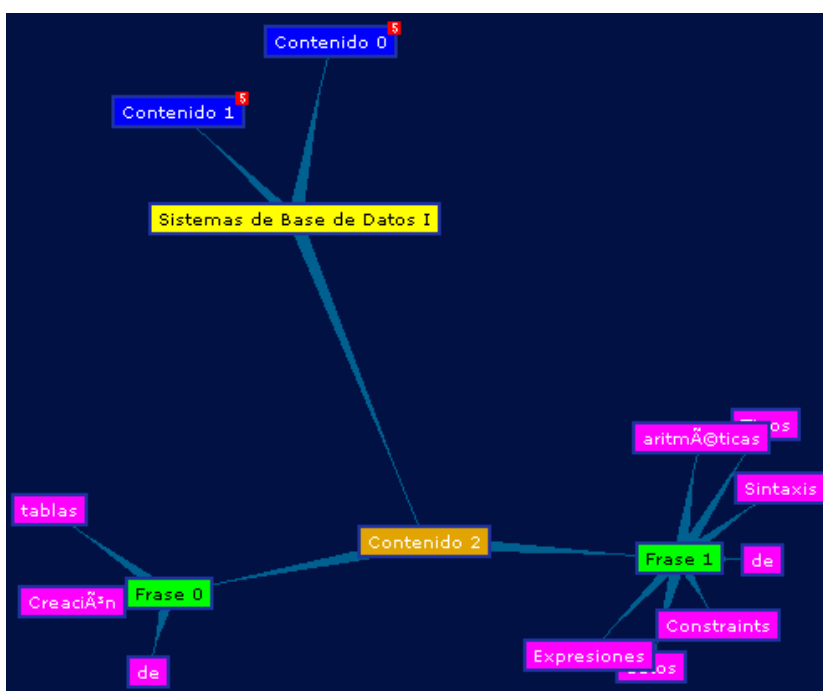 Contenido 0
5
Contenido 1
5
Sistemas de Base de Datos I
aritmÃ©ticas
Sintaxis
tablas
Contenido 2
Frase 1
de
CreaciÃ³n
Frase 0
Constraints
Expresiones
de